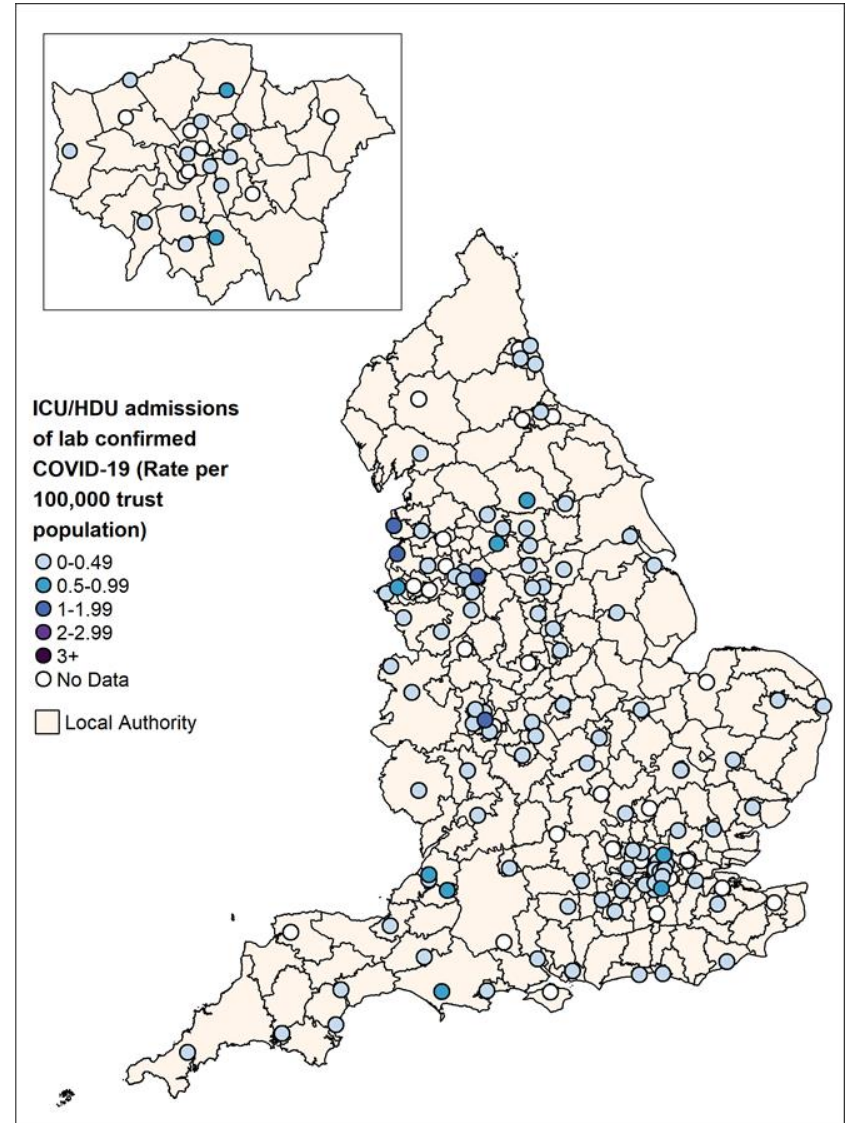 ICU/HDU admissions
of lab confirmed
COVID-19 (Rate per
100,000 trust
population)
0-0.49
0.5-0.99
1-1.99
2-2.99
3+
No Data
Local Authority